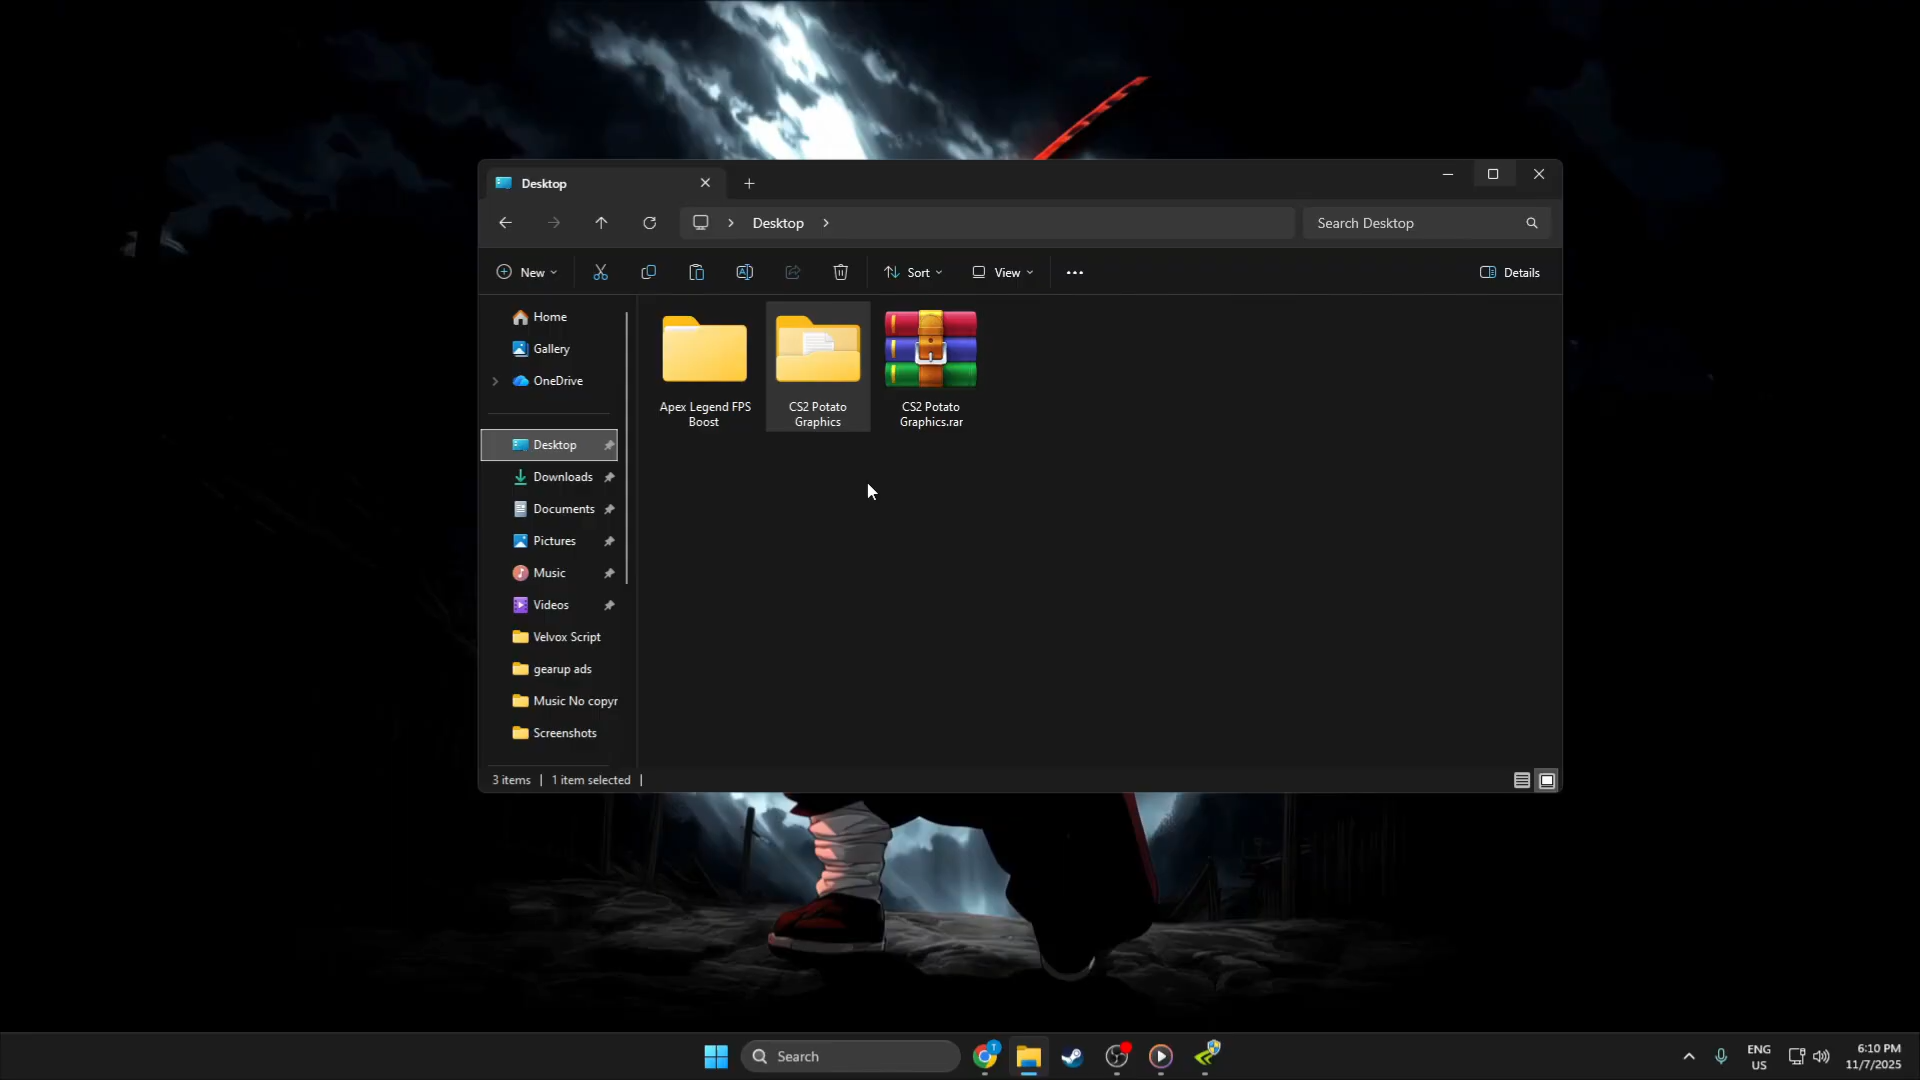 Desktop
Desktop
Search Desktop
New
Sort
View
Details
Home
Gallery
OneDrive
Desktop
Downloads
Documents
Pictures
Music
Videos
Velvox Script
gearup ads
Music No copyr
Screenshots
Apex Legend FPS
Boost
CS2 Potato
Graphics
CS2 Potato
Graphics.rar
3 items
1 item selected
Search
T
ENG
US
6:10 PM
11/7/2025